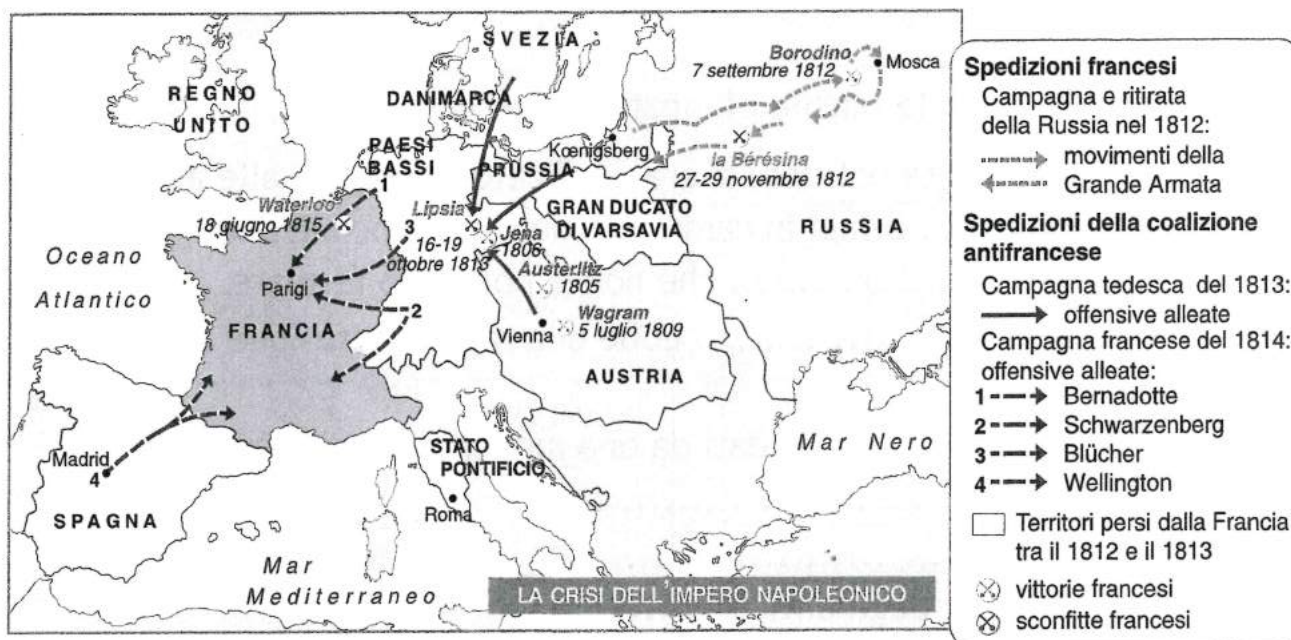 SVEZIA
Borodino
7 settembre 1812
Mosca
REGNO
UNITO
DANIMARCA
PAESI
BASSI
Kœnigsberg
PRUSSIA
la Bérésina
27-29 novembre 1812
1
Waterloo
18 giugno 1815
Lipsia
3
16-19
ottobre 1813
Jena
1806
GRAN DUCATO
DI VARSAVIA
RUSSIA
Oceano
Atlantico
Parigi
Austerlitz
1805
FRANCIA
2
Vienna
Wagram
5 luglio 1809
AUSTRIA
Madrid
4
SPAGNA
STATO
PONTIFICIO
Roma
Mar Nero
Mar
Mediterraneo
LA CRISI DELL'IMPERO NAPOLEONICO
Spedizioni francesi
Campagna e ritirata
della Russia nel 1812:
movimenti della
Grande Armata
Spedizioni della coalizione
antifrancese
Campagna tedesca del 1813:
offensive alleate
Campagna francese del 1814:
offensive alleate:
1 Bernadotte
2 Schwarzenberg
3 Blücher
4 Wellington
Territori persi dalla Francia
tra il 1812 e il 1813
vittorie francesi
sconfitte francesi